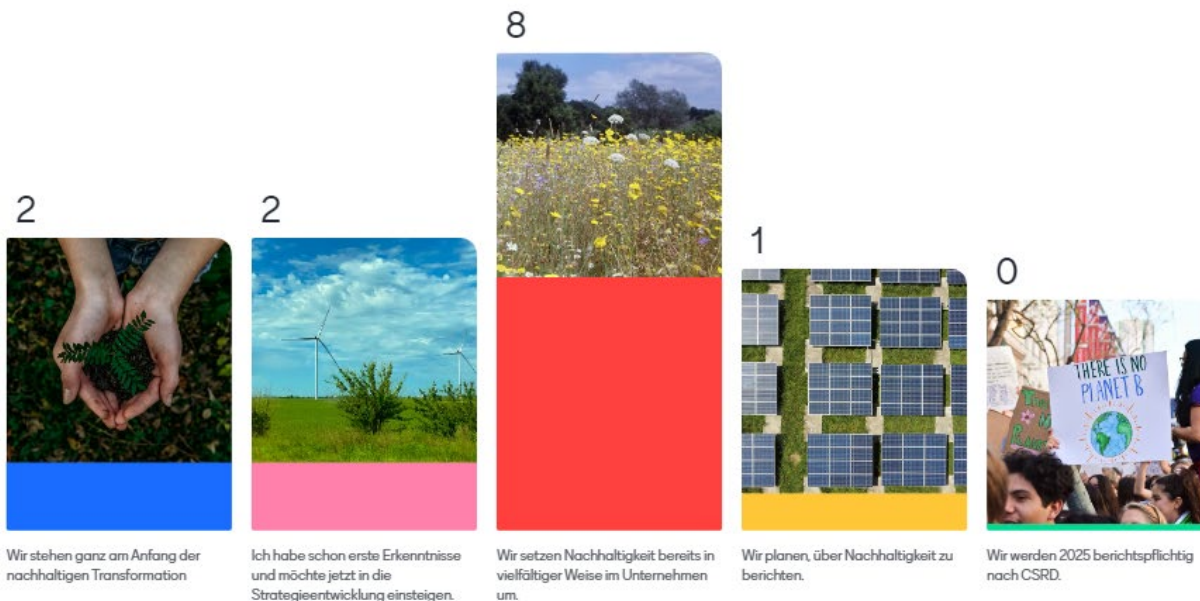 8
2
2
1
0
THERE IS NO
PLANET B
Wir stehen ganz am Anfang der
nachhaltigen Transformation
Ich habe schon erste Erkenntnisse
und möchte jetzt in die
Strategieentwicklung einsteigen.
Wir setzen Nachhaltigkeit bereits in
vielfältiger Weise im Unternehmen
um.
Wir planen, über Nachhaltigkeit zu
berichten.
Wir werden 2025 berichtspflichtig
nach CSRD.